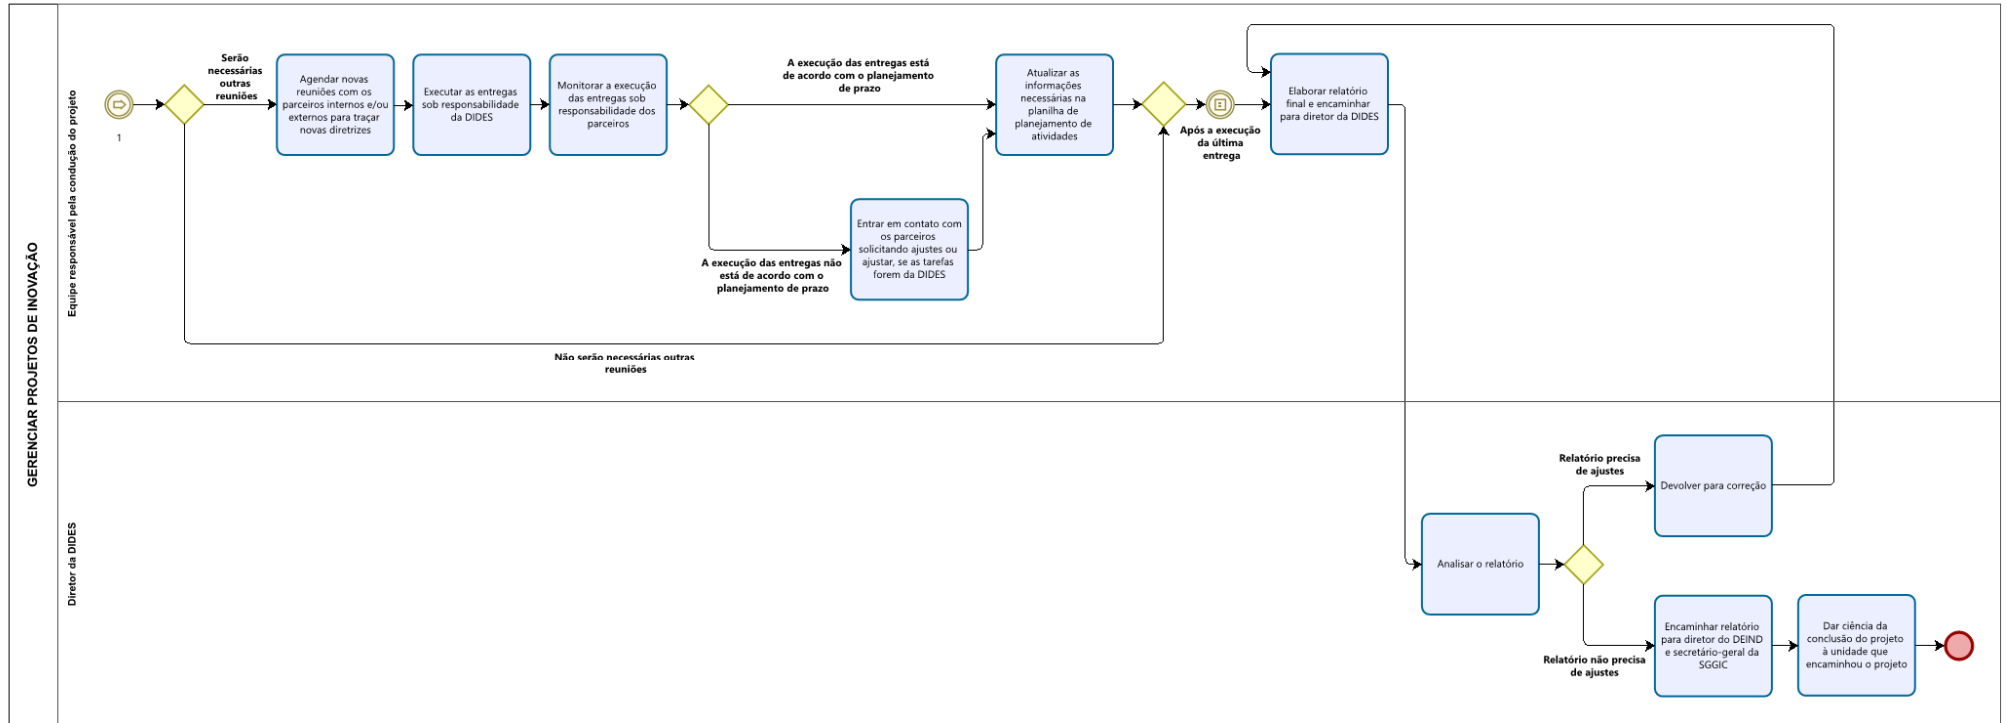 GERENCIAR PROJETOS DE INOVAÇÃO
Equipe responsável pela condução do projeto
1
Serão
necessárias
outras
reuniões
Agendar novas
reuniões com os
parceiros internos e/ou
externos para traçar
novas diretrizes
Executar as entregas
sob responsabilidade
da DIDES
Monitorar a execução
das entregas sob
responsabilidade dos
parceiros
A execução das entregas está
de acordo com o planejamento
de prazo
A execução das entregas não
está de acordo com o
planejamento de prazo
Entrar em contato com
os parceiros
solicitando ajustes ou
ajustar, se as tarefas
forem da DIDES
Atualizar as
informações
necessárias na
planilha de
planejamento de
atividades
Não serão necessárias outras
reuniões
Após a execução
da última
entrega
Elaborar relatório
final e encaminhar
para diretor da DIDES
Diretor da DIDES
Analisar o relatório
Relatório precisa
de ajustes
Devolver para correção
Relatório não precisa
de ajustes
Encaminhar relatório
para diretor do DEIND
e secretário-geral da
SGGIC
Dar ciência da
conclusão do projeto
à unidade que
encaminhou o projeto